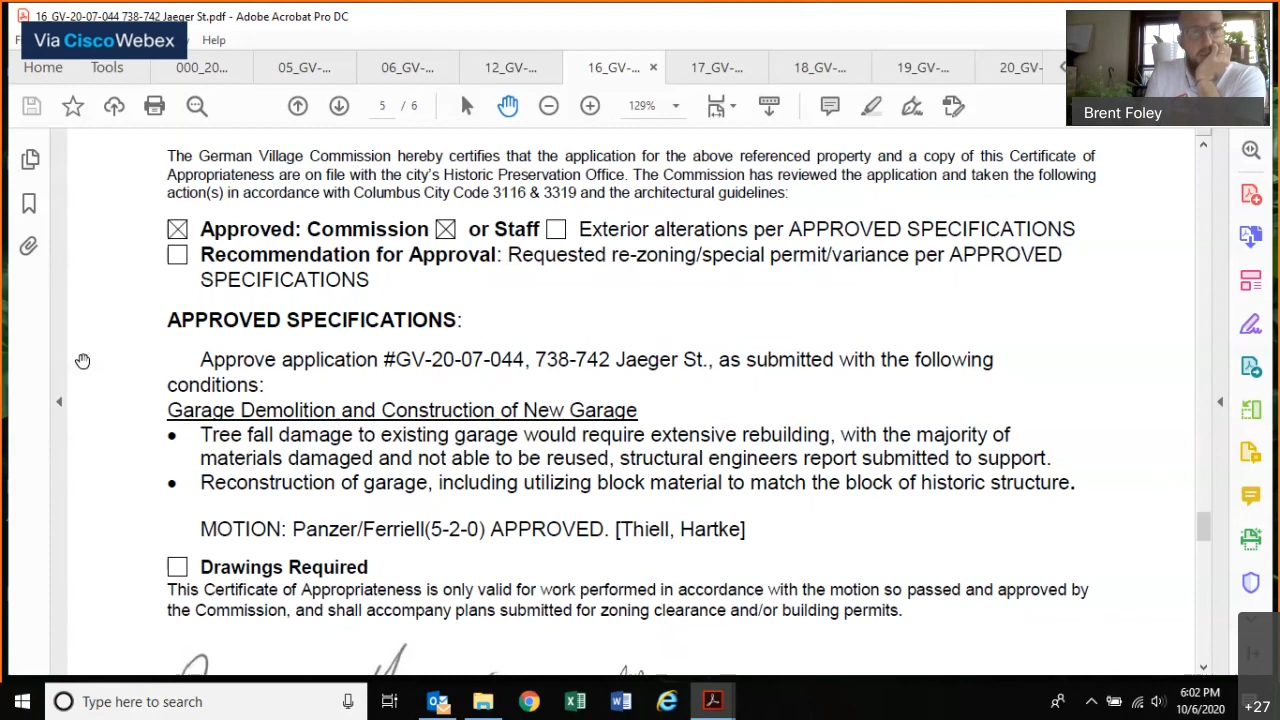 16_GV-20-07-044 738-742 Jaeger St.pdf - Adobe Acrobat Pro DC
Via Cisco Webex
Help
Home Tools 000_20... 05_GV-... 06_GV-... 12_GV-... 16_GV-... × 17_GV-... 18_GV-... 19_GV-... 20_GV-
5 / 6 129%
Brent Foley
The German Village Commission hereby certifies that the application for the above referenced property and a copy of this Certificate of
Appropriateness are on file with the city's Historic Preservation Office. The Commission has reviewed the application and taken the following
action(s) in accordance with Columbus City Code 3116 & 3319 and the architectural guidelines:
Approved: Commission or Staff Exterior alterations per APPROVED SPECIFICATIONS
Recommendation for Approval: Requested re-zoning/special permit/variance per APPROVED
SPECIFICATIONS
APPROVED SPECIFICATIONS:
Approve application #GV-20-07-044, 738-742 Jaeger St., as submitted with the following
conditions:
Garage Demolition and Construction of New Garage
• Tree fall damage to existing garage would require extensive rebuilding, with the majority of
materials damaged and not able to be reused, structural engineers report submitted to support.
• Reconstruction of garage, including utilizing block material to match the block of historic structure.
MOTION: Panzer/Ferriell(5-2-0) APPROVED. [Thiell, Hartke]
Drawings Required
This Certificate of Appropriateness is only valid for work performed in accordance with the motion so passed and approved by
the Commission, and shall accompany plans submitted for zoning clearance and/or building permits.
Type here to search
6:02 PM
10/6/2020
+27